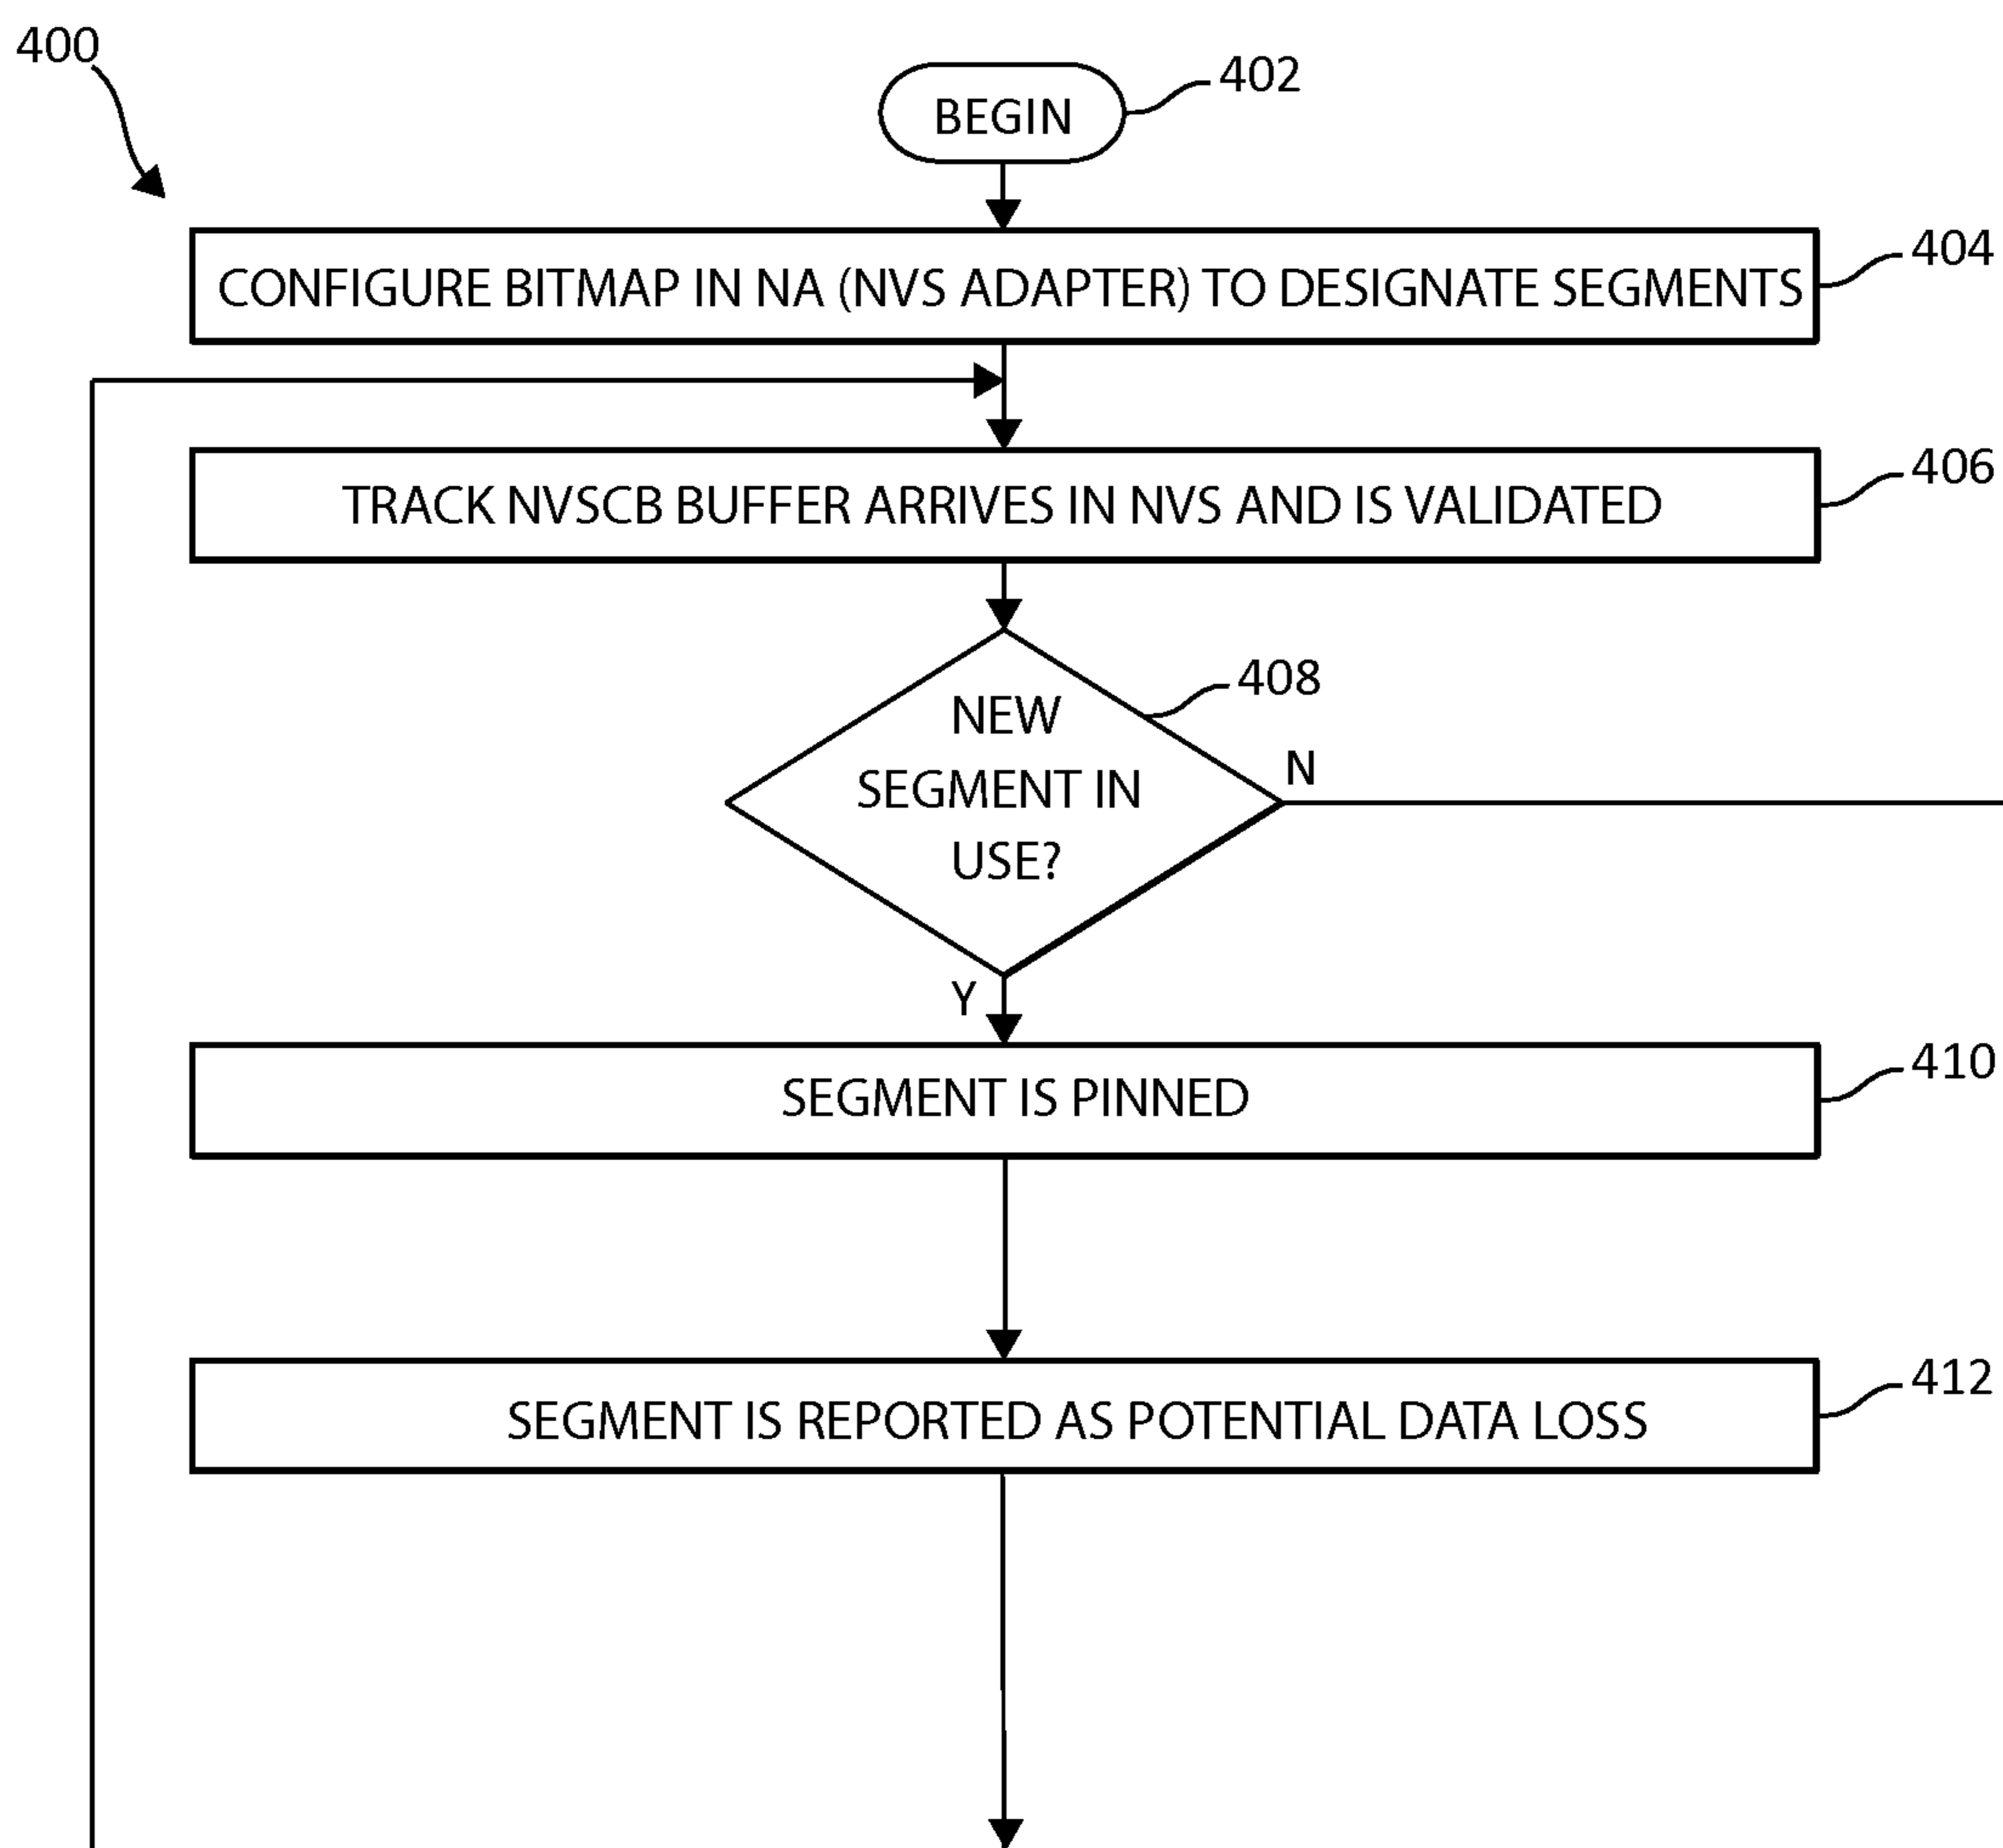 400
402
BEGIN
404
CONFIGURE BITMAP IN NA (NVS ADAPTER) TO DESIGNATE SEGMENTS
406
TRACK NVSCB BUFFER ARRIVES IN NVS AND IS VALIDATED
408
NEW
SEGMENT IN
USE?
N
Y
410
SEGMENT IS PINNED
412
SEGMENT IS REPORTED AS POTENTIAL DATA LOSS